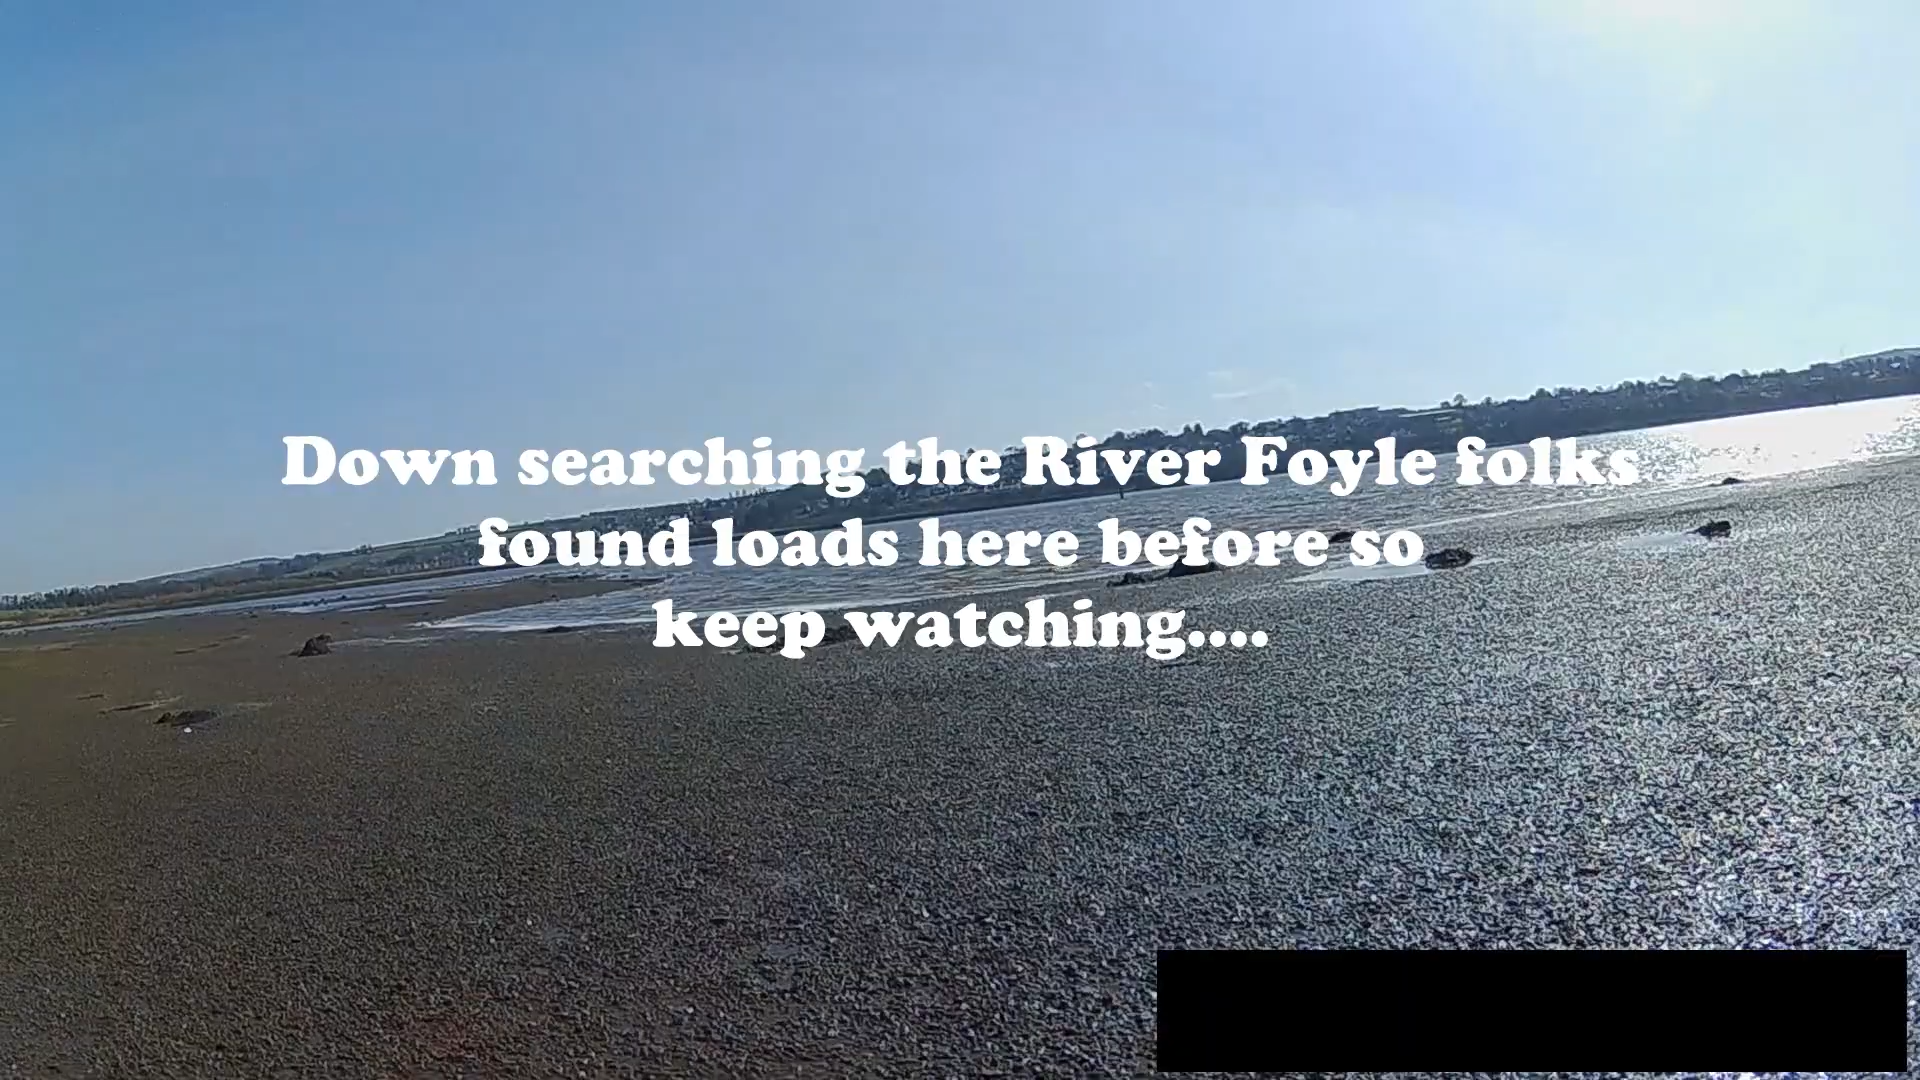 Down searching the River Foyle folks
found loads here before so
keep watching....